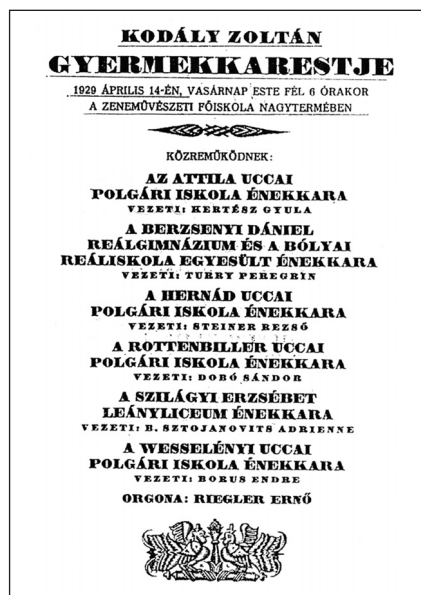 KODÁLY ZOLTÁN
GYERMEKKARESTJE
1929 ÁPRILIS 14-ÉN, VASÁRNAP ESTE FÉL 6 ÓRAKOR
A ZENEMŰVÉSZETI FŐISKOLA NAGYTERMÉBEN
KÖZREMŰKÖDNEK:
AZ ATTILA UCCAI
POLGÁRI ISKOLA ÉNEKKARA
VEZETI: KERTÉSZ GYULA
A BERZSENYI DÁNIEL
REÁLGIMNÁZIUM ÉS A BÓLYAI
REÁLISKOLA EGYESÜLT ÉNEKKARA
VEZETI: TURRY PEREGRIN
A HERNÁD UCCAI
POLGÁRI ISKOLA ÉNEKKARA
VEZETI: STEINER REZSŐ
A ROTTENBILLER UCCAI
POLGÁRI ISKOLA ÉNEKKARA
VEZETI: DOBÓ SÁNDOR
A SZILÁGYI ERZSÉBET
LEÁNYLICEUM ÉNEKKARA
VEZETI: B. SZTOJANOVITS ADRIENNE
A WESSELÉNYI UCCAI
POLGÁRI ISKOLA ÉNEKKARA
VEZETI: BORUS ENDRE
ORGONA: RIEGLER ERNŐ